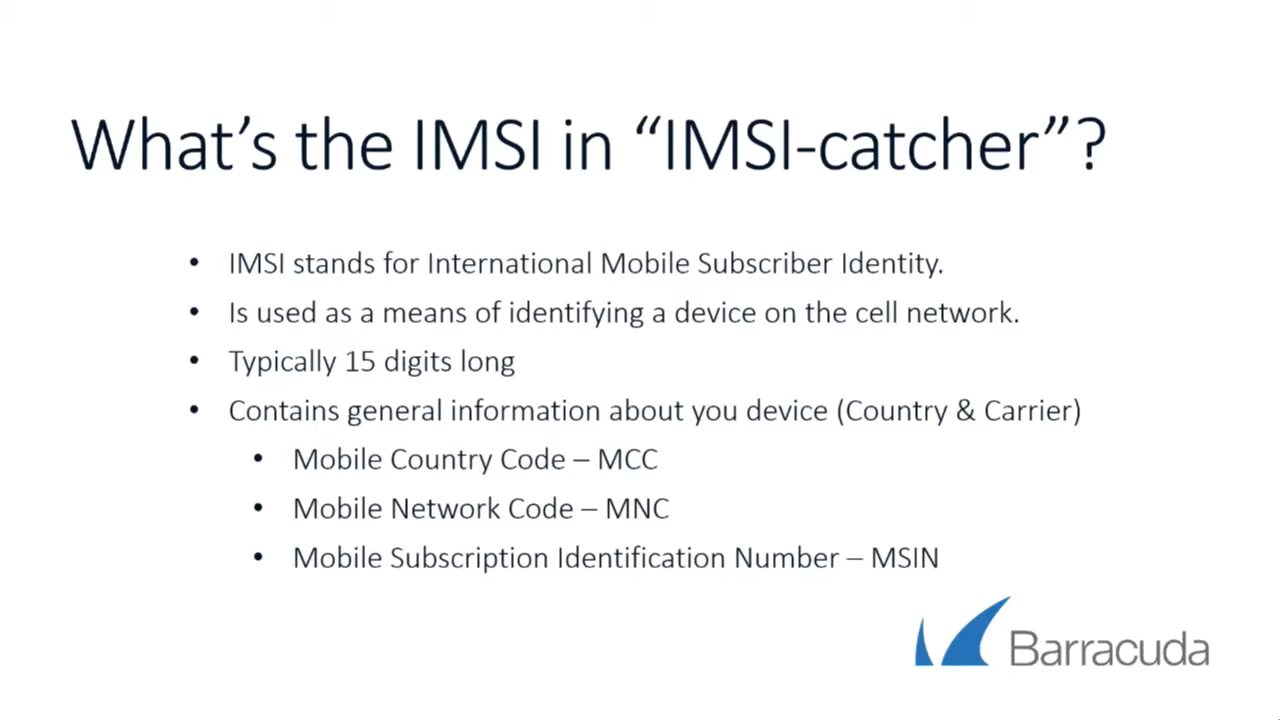 What’s the IMSI in “IMSI-catcher”?
• IMSI stands for International Mobile Subscriber Identity.
• Is used as a means of identifying a device on the cell network.
• Typically 15 digits long
• Contains general information about you device (Country & Carrier)
• Mobile Country Code – MCC
• Mobile Network Code – MNC
• Mobile Subscription Identification Number – MSIN
Barracuda